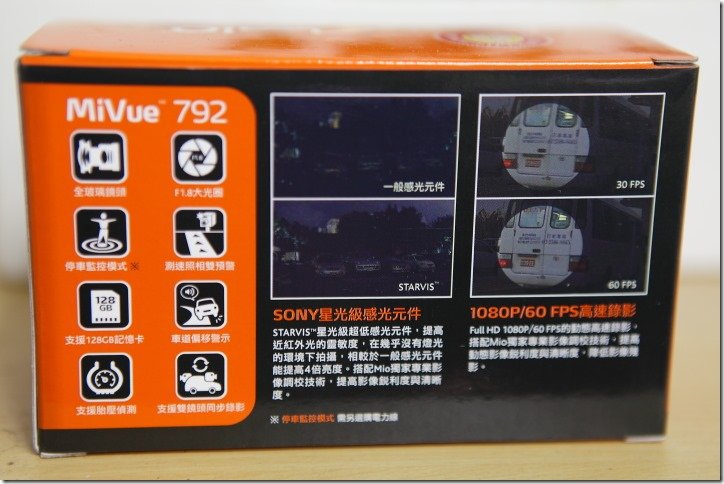 MiVue™ 792
全玻璃鏡頭
F1.8大光圈
停車監控模式 ※
測速照相雙預警
128
GB
支援128GB記憶卡
車道偏移警示
支援胎壓偵測
支援雙鏡頭同步錄影
一般感光元件
STARVIS™
30 FPS
60 FPS
SONY星光級感光元件
STARVIS™星光級超低感光元件，提高
近紅外光的靈敏度，在幾乎沒有燈光
的環境下拍攝，相較於一般感光元件
能提高4倍亮度。搭配Mio獨家專業影
像調校技術，提高影像銳利度與清晰
度。
1080P/60 FPS高速錄影
Full HD 1080P/60 FPS的動態高速錄影，
搭配Mio獨家專業影像調校技術，提高
動態影像銳利度與清晰度，降低影像殘
影。
※ 停車監控模式 需另選購電力線